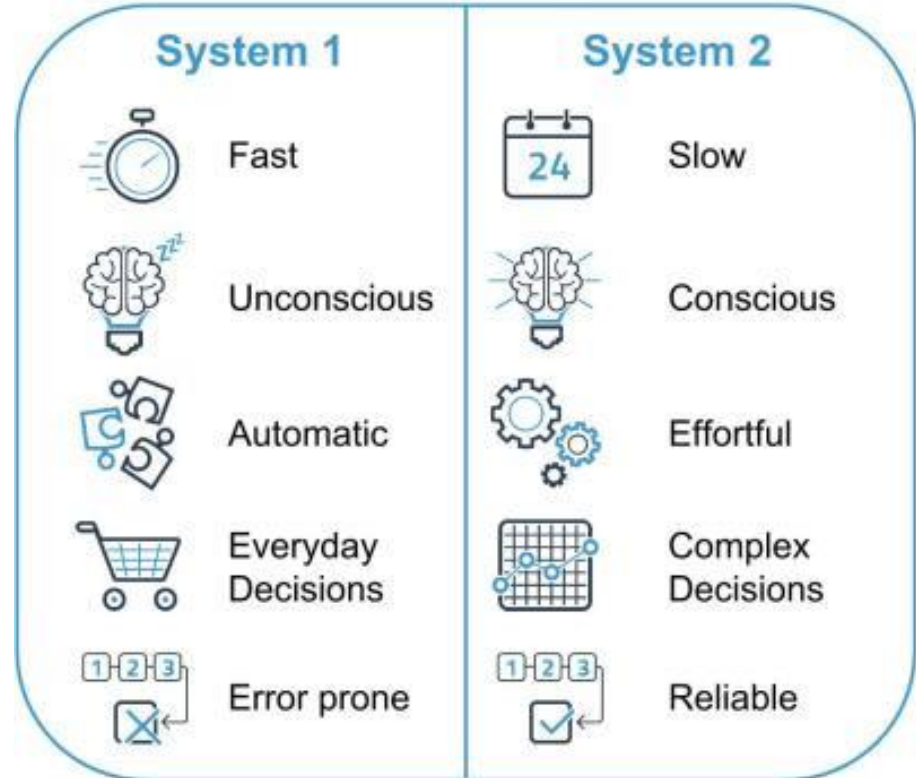 System 1
Fast
zzz
Unconscious
Automatic
Everyday
Decisions
1 2 3
Error prone
System 2
24
Slow
Conscious
Effortful
Complex
Decisions
1 2 3
Reliable